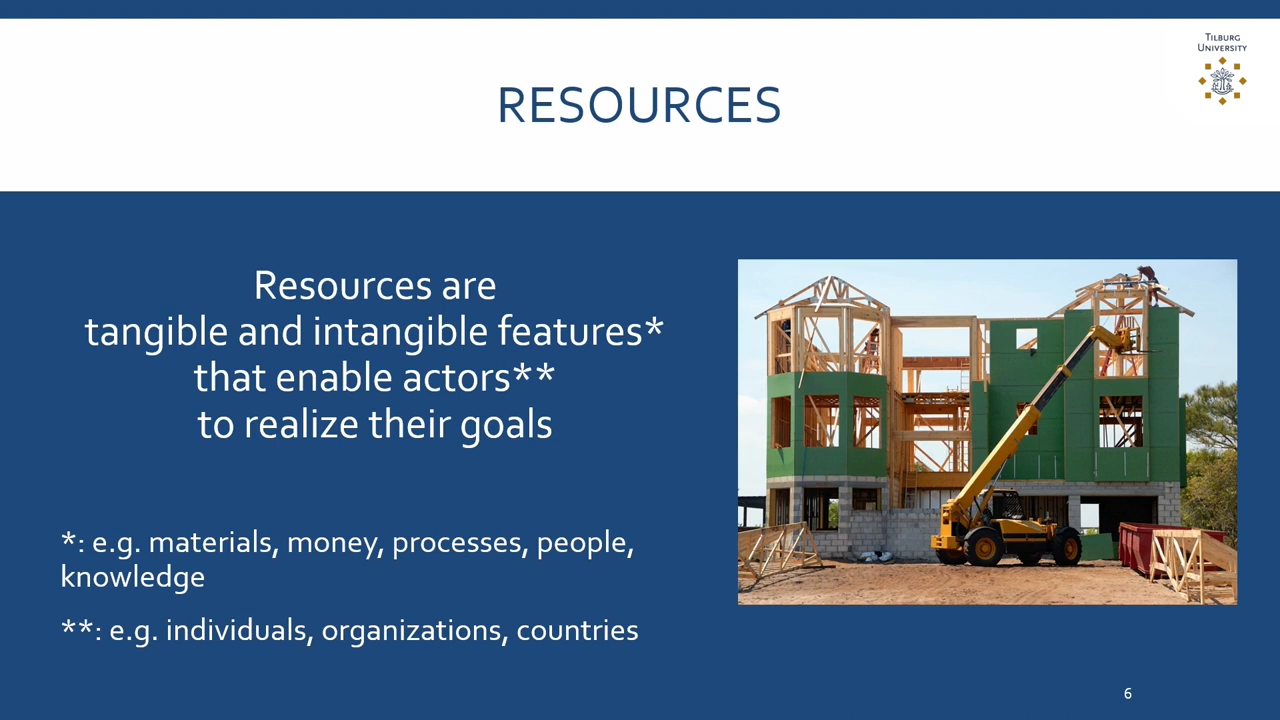 TILBURG
UNIVERSITY
RESOURCES
Resources are
tangible and intangible features*
that enable actors**
to realize their goals
*: e.g. materials, money, processes, people,
knowledge
**: e.g. individuals, organizations, countries
6